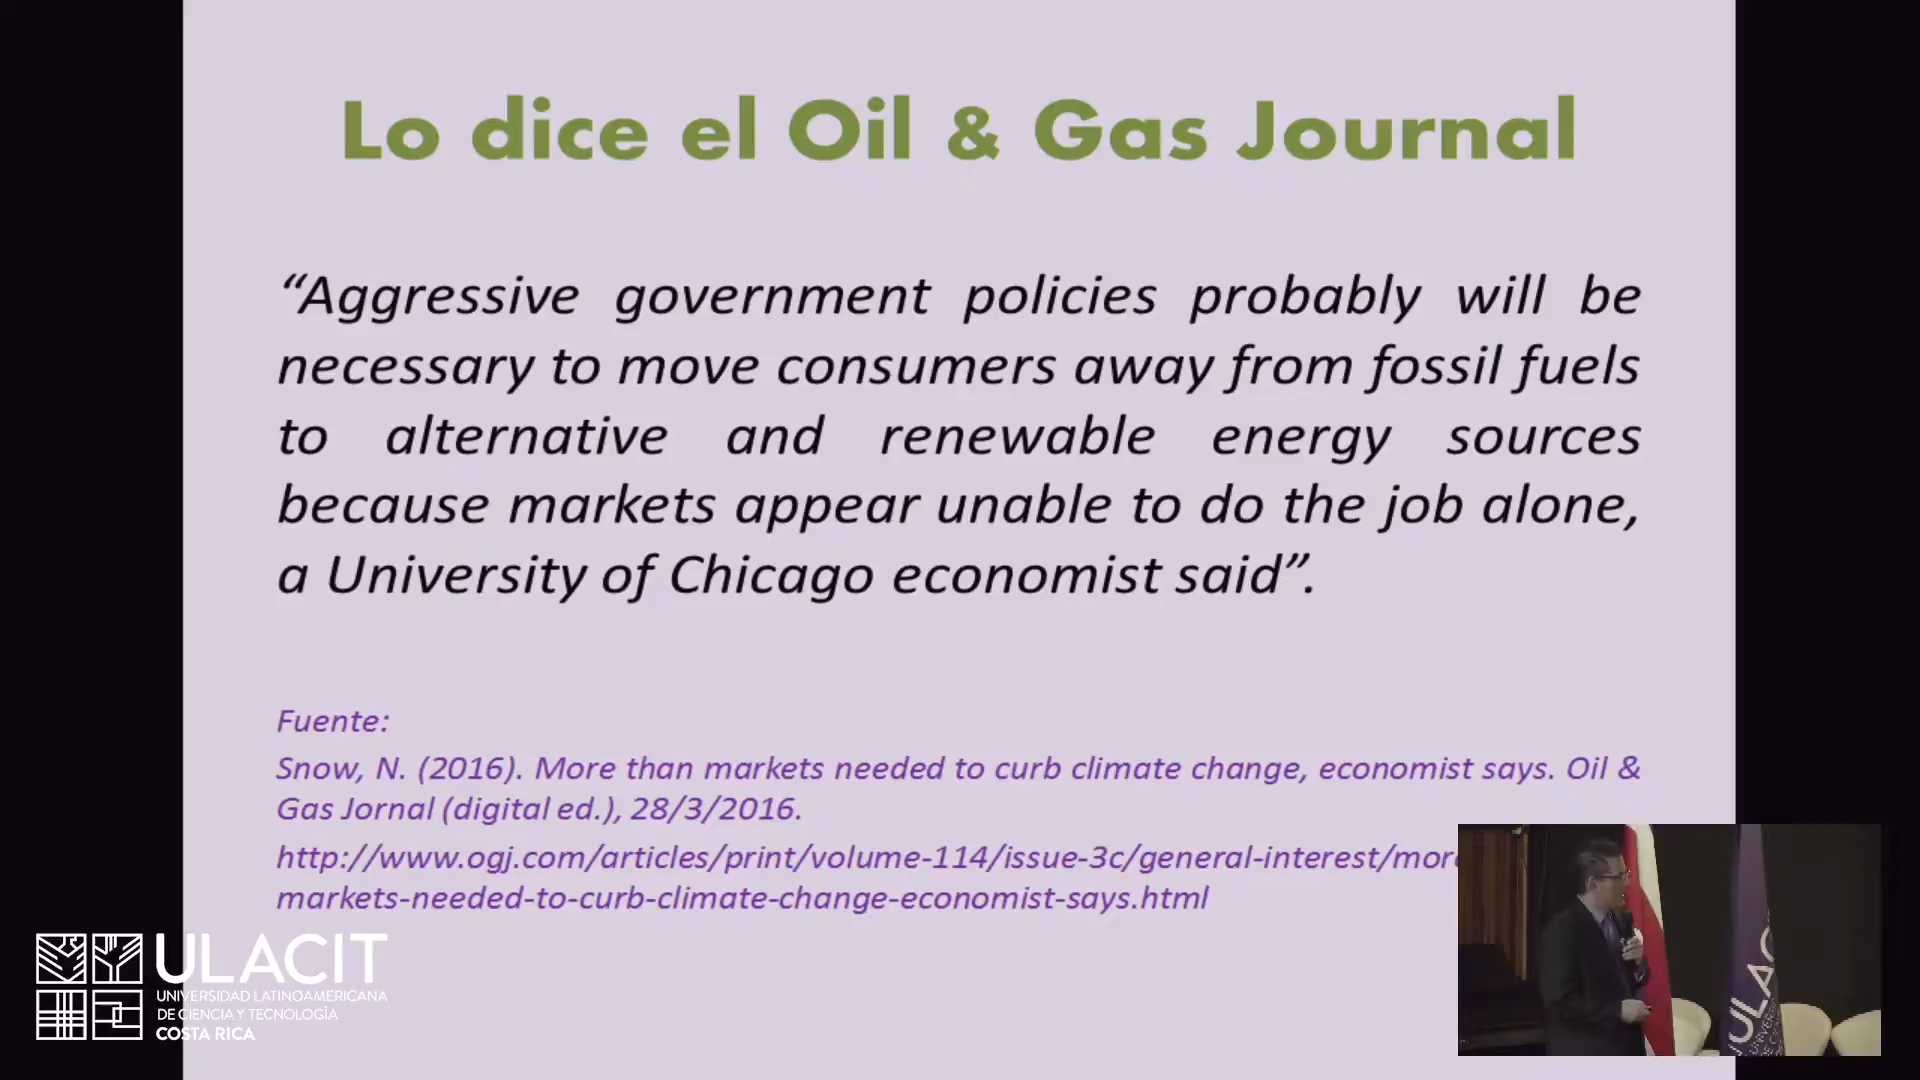 Lo dice el Oil & Gas Journal
“Aggressive government policies probably will be
necessary to move consumers away from fossil fuels
to alternative and renewable energy sources
because markets appear unable to do the job alone,
a University of Chicago economist said”.
Fuente:
Snow, N. (2016). More than markets needed to curb climate change, economist says. Oil &
Gas Jornal (digital ed.), 28/3/2016.
http://www.ogj.com/articles/print/volume-114/issue-3c/general-interest/mor
markets-needed-to-curb-climate-change-economist-says.html
ULACIT
UNIVERSIDAD LATINOAMERICANA
DE CIENCIA Y TECNOLOGÍA
COSTA RICA
ULAC